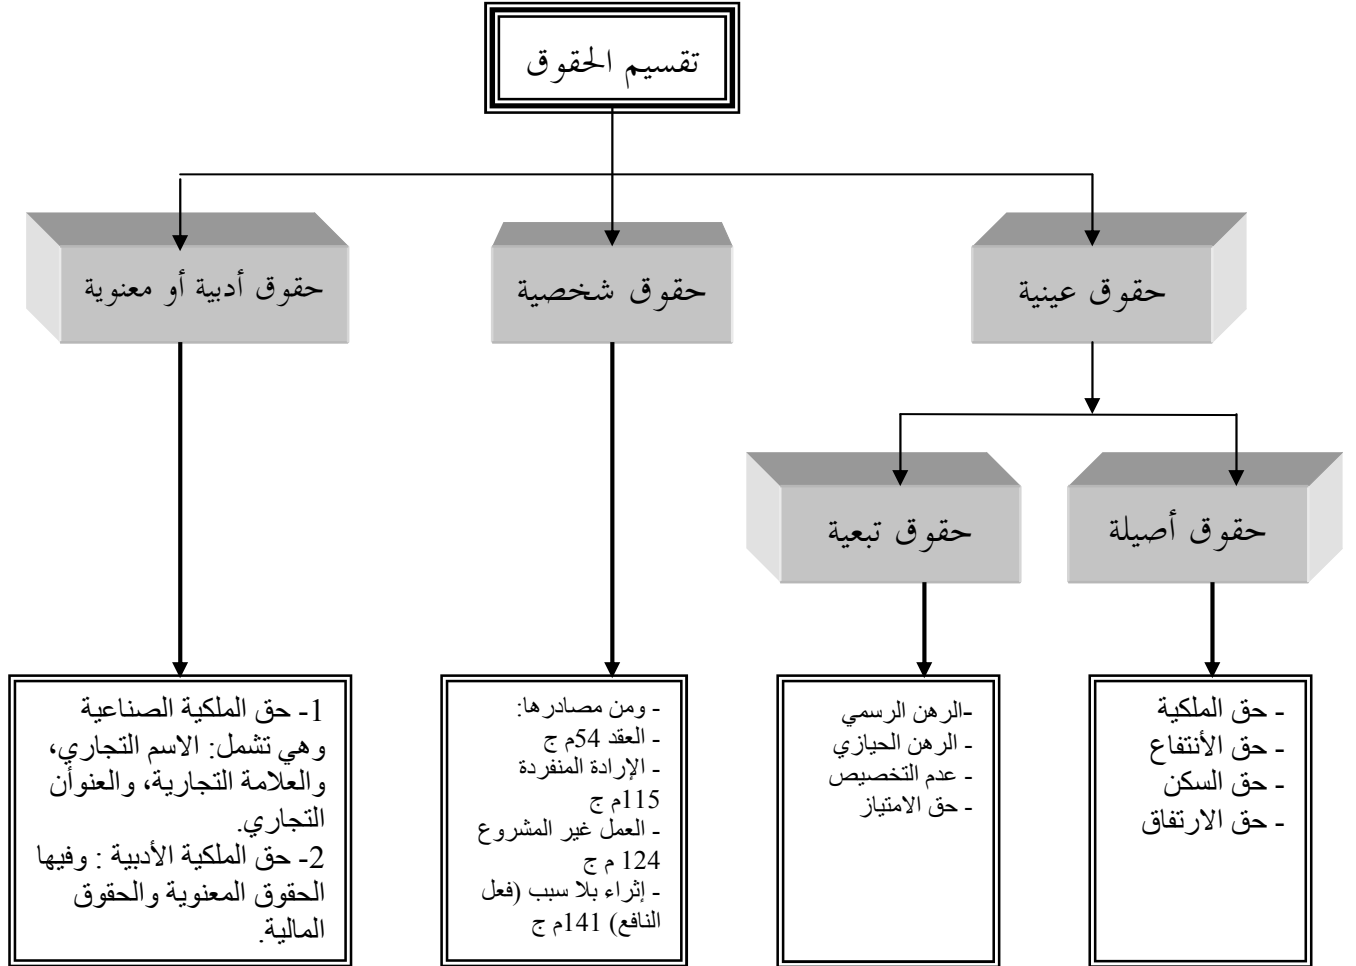 تقسيم الحقوق
حقوق عينية
حقوق شخصية
حقوق أدبية أو معنوية
حقوق أصيلة
حقوق تبعية
- حق الملكية
- حق الأنتفاع
- حق السكن
- حق الارتفاق
-الرهن الرسمي
- الرهن الحيازي
- عدم التخصيص
- حق الامتياز
- ومن مصادرها:
- العقد 54م ج
- الإرادة المنفردة
115م ج
- العمل غير المشروع
124 م ج
- إثراء بلا سبب (فعل
النافع) 141م ج
1- حق الملكية الصناعية
وهي تشمل: الاسم التجاري،
والعلامة التجارية، والعنوان
التجاري.
2- حق الملكية الأدبية : وفيها
الحقوق المعنوية والحقوق
المالية.